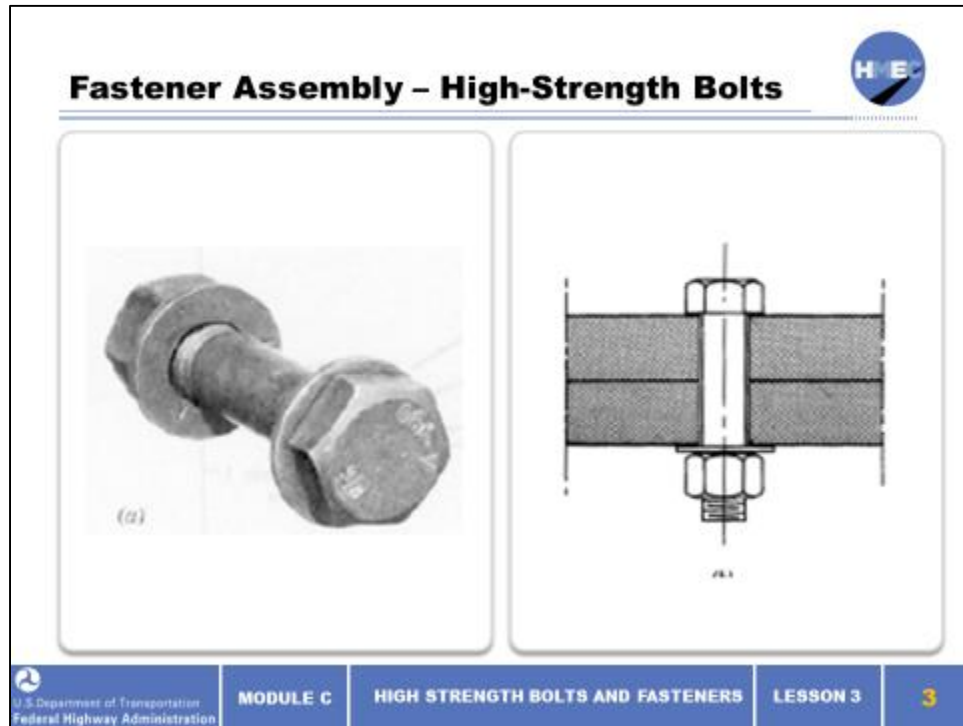 Fastener Assembly – High-Strength Bolts
HMEC
(a)
U.S.Department of Transportation
Federal Highway Administration
MODULE C
HIGH STRENGTH BOLTS AND FASTENERS
LESSON 3
3